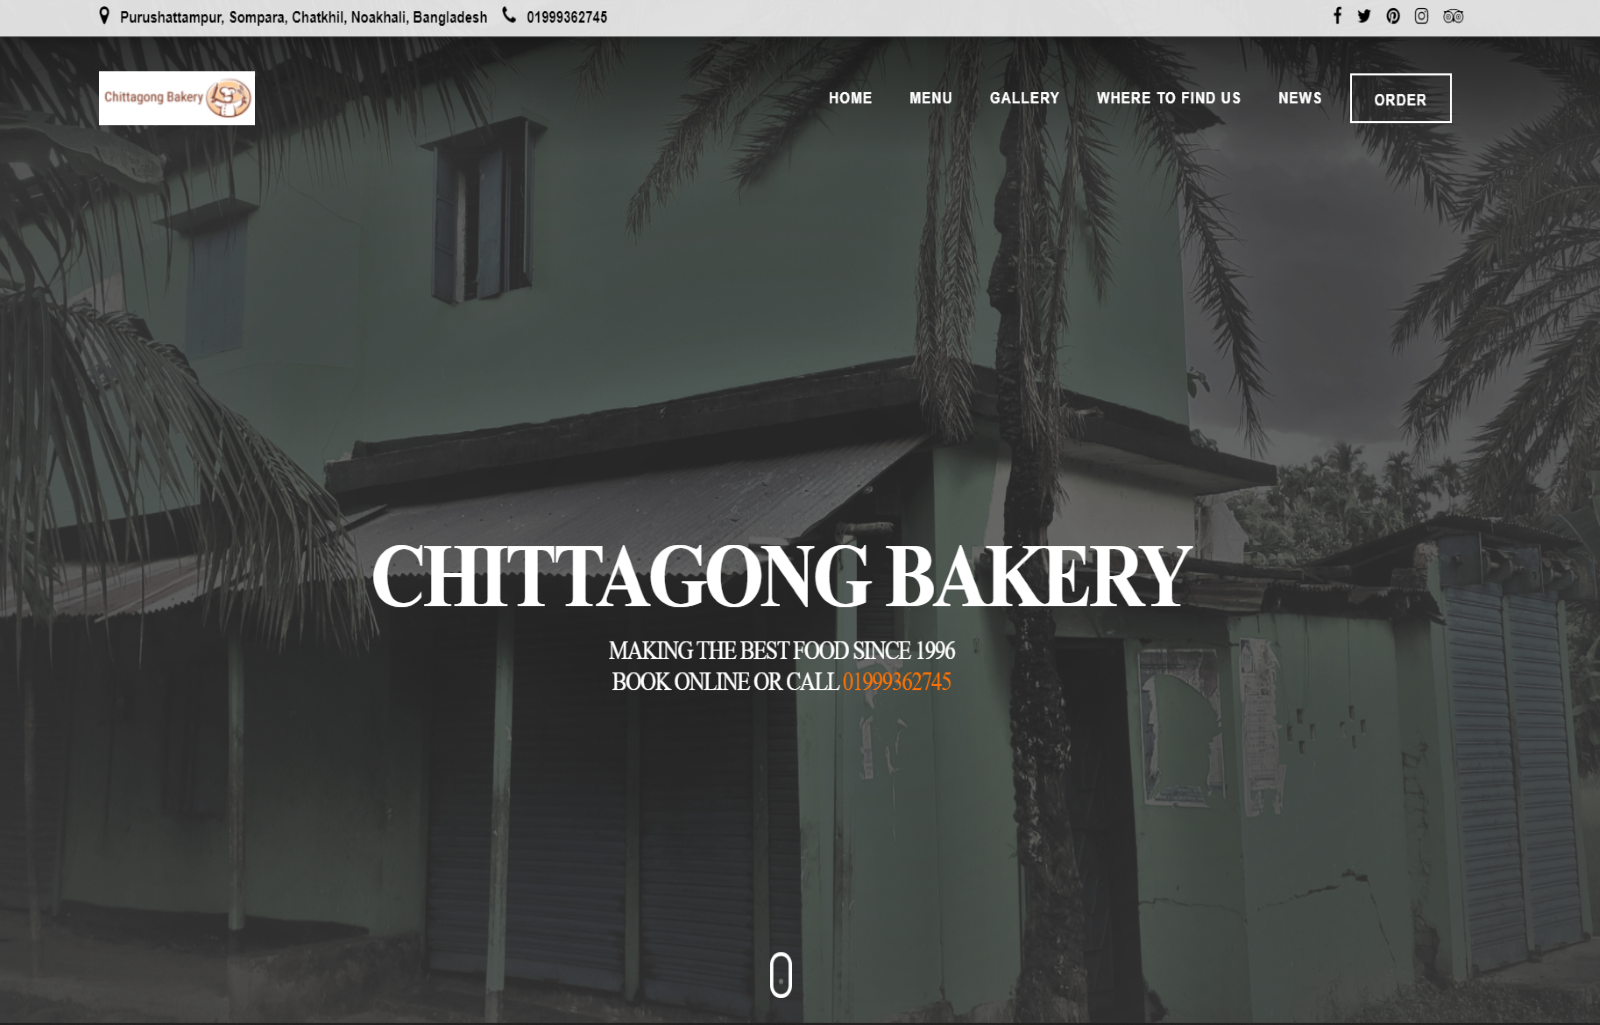 Purushattampur, Sompara, Chatkhil, Noakhali, Bangladesh 01999362745
Chittagong Bakery
HOME MENU GALLERY WHERE TO FIND US NEWS ORDER
CHITTAGONG BAKERY
MAKING THE BEST FOOD SINCE 1996
BOOK ONLINE OR CALL 01999362745